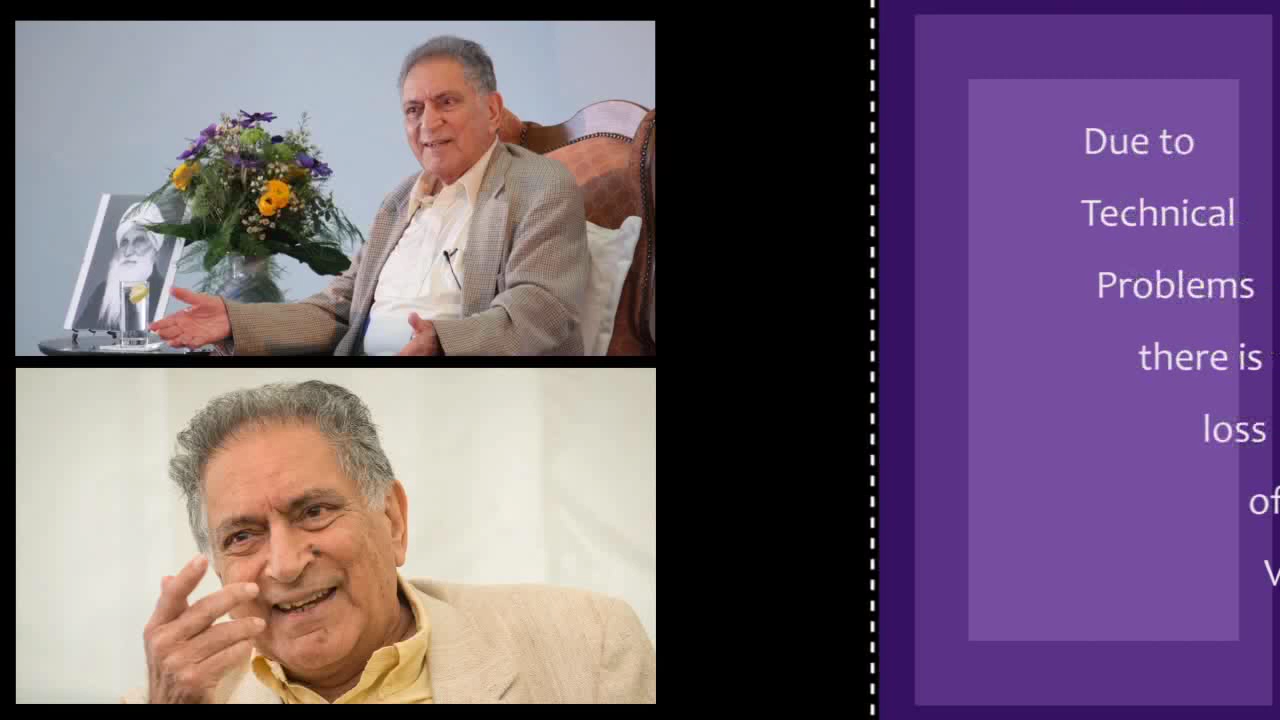 Due to
Technical
Problems
there is
loss
of